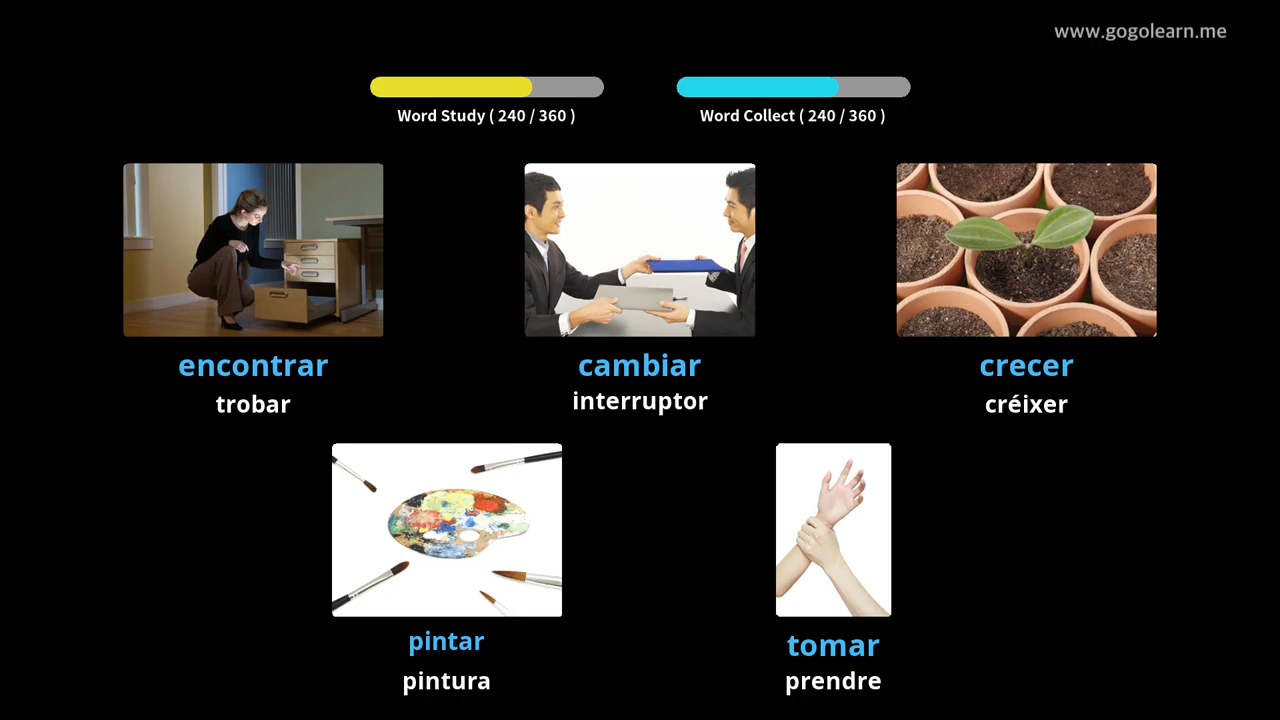 www.gogolearn.me
Word Study ( 240 / 360 )
Word Collect ( 240 / 360 )
encontrar
trobar
cambiar
interruptor
crecer
créixer
pintar
pintura
tomar
prendre